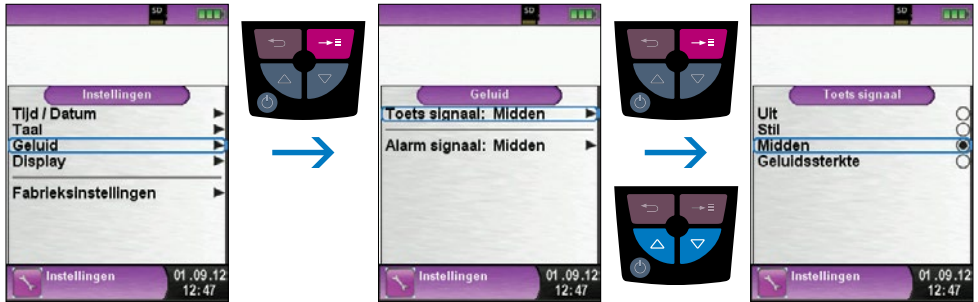 SD
Instellingen
Tijd / Datum
Taal
Geluid
Display
Fabrieksinstellingen
Instellingen
01.09.12
12:47
SD
Geluid
Toets signaal: Midden
Alarm signaal: Midden
Instellingen
01.09.12
12:47
SD
Toets signaal
Uit
Stil
Midden
Geluidssterkte
Instellingen
01.09.12
12:47